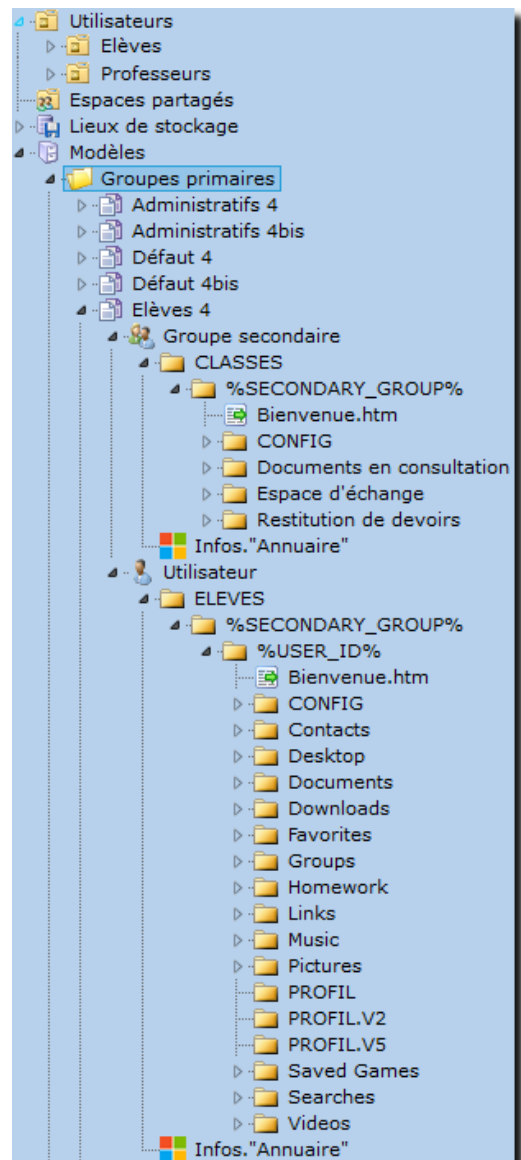 Utilisateurs
Elèves
Professeurs
Espaces partagés
Lieux de stockage
Modèles
Groupes primaires
Administratifs 4
Administratifs 4bis
Défaut 4
Défaut 4bis
Elèves 4
Groupe secondaire
CLASSES
%SECONDARY_GROUP%
Bienvenue.htm
CONFIG
Documents en consultation
Espace d'échange
Restitution de devoirs
Infos."Annuaire"
Utilisateur
ELEVES
%SECONDARY_GROUP%
%USER_ID%
Bienvenue.htm
CONFIG
Contacts
Desktop
Documents
Downloads
Favorites
Groups
Homework
Links
Music
Pictures
PROFIL
PROFIL.V2
PROFIL.V5
Saved Games
Searches
Videos
Infos."Annuaire"